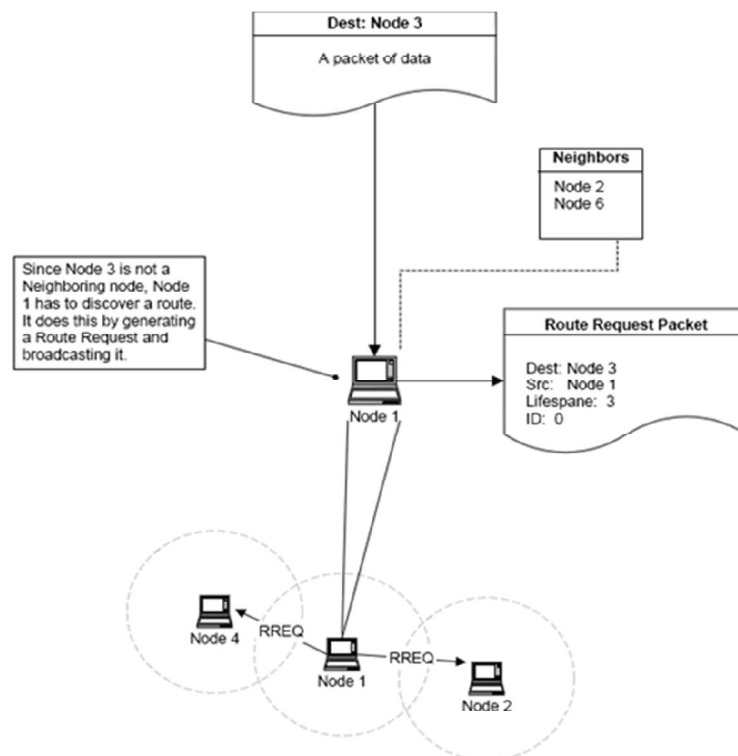 Dest: Node 3
A packet of data
Neighbors
Node 2
Node 6
Since Node 3 is not a
Neighboring node, Node
1 has to discover a route.
It does this by generating
a Route Request and
broadcasting it.
Route Request Packet
Dest: Node 3
Src: Node 1
Lifespane: 3
ID: 0
Node 1
Node 4
RREQ
Node 1
RREQ
Node 2